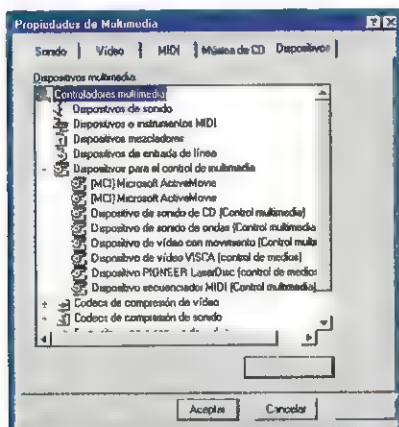 Propiedades de Multimedia
Sonido Vídeo MIDI Música de CD Dispositivos
Dispositivos multimedia
Controladores multimedia
Dispositivos de sonido
Dispositivos e instrumentos MIDI
Dispositivos mezcladores
Dispositivos de entrada de línea
Dispositivos para el control de multimedia
[MCI] Microsoft ActiveMovie
[MCI] Microsoft ActiveMovie
Dispositivo de sonido de CD (Control multimedia)
Dispositivo de sonido de ondas (Control multimedia
Dispositivo de vídeo con movimiento (Control multi
Dispositivo de vídeo VISCA (control de medios)
Dispositivo PIONEER LaserDisc (control de medios
Dispositivo secuenciador MIDI (Control multimedia)
Codecs de compresión de vídeo
Codecs de compresión de sonido
Aceptar Cancelar